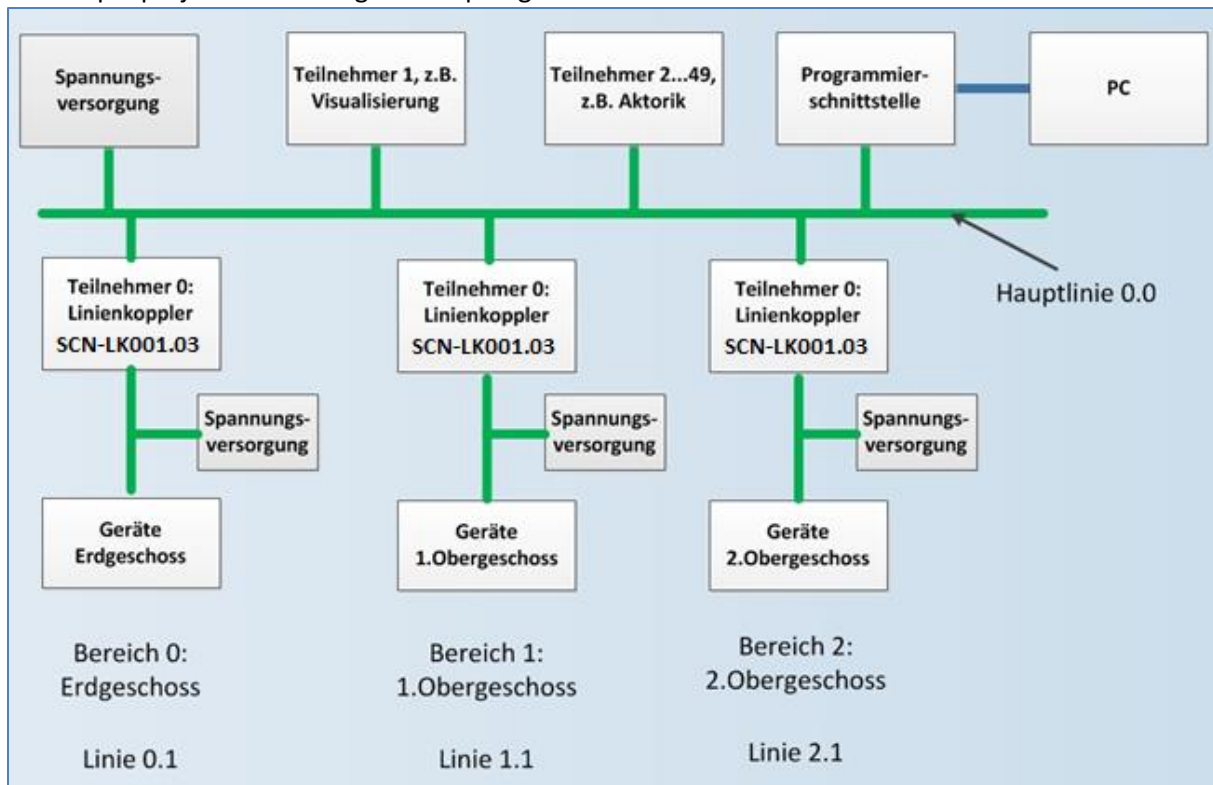 Spannungs-
versorgung
Teilnehmer 1, z.B.
Visualisierung
Teilnehmer 2...49,
z.B. Aktorik
Programmier-
schnittstelle
PC
Hauptlinie 0.0
Teilnehmer 0:
Linienkoppler
SCN-LK001.03
Teilnehmer 0:
Linienkoppler
SCN-LK001.03
Teilnehmer 0:
Linienkoppler
SCN-LK001.03
Spannungs-
versorgung
Spannungs-
versorgung
Spannungs-
versorgung
Geräte
Erdgeschoss
Geräte
1.Obergeschoss
Geräte
2.Obergeschoss
Bereich 0:
Erdgeschoss
Bereich 1:
1.Obergeschoss
Bereich 2:
2.Obergeschoss
Linie 0.1
Linie 1.1
Linie 2.1